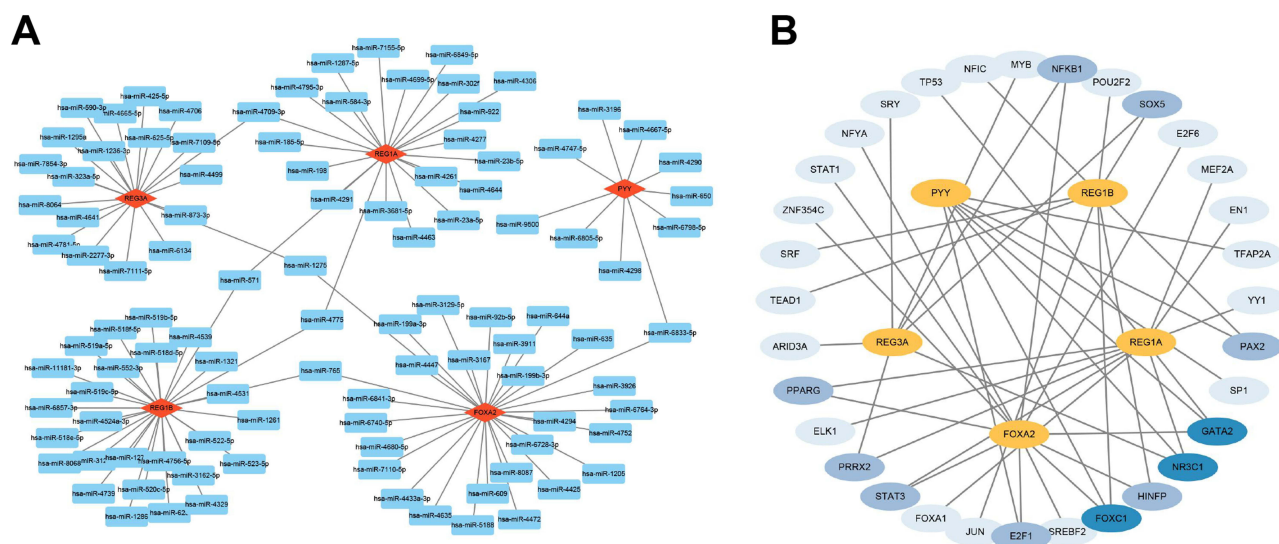 A
B
hsa-miR-7155-5p
hsa-miR-1287-5p
hsa-miR-6849-5p
hsa-miR-4795-3p
hsa-miR-4699-5p
hsa-miR-302f
hsa-miR-4306
hsa-miR-584-3p
hsa-miR-922
hsa-miR-4709-3p
hsa-miR-4277
hsa-miR-185-5p
REG1A
hsa-miR-23b-5p
hsa-miR-198
hsa-miR-4261
hsa-miR-4644
hsa-miR-4291
hsa-miR-3681-5p
hsa-miR-23a-5p
hsa-miR-4463
hsa-miR-425-5p
hsa-miR-590-3p
hsa-miR-4665-5p
hsa-miR-4706
hsa-miR-1295a
hsa-miR-625-5p
hsa-miR-7109-5p
hsa-miR-1236-3p
hsa-miR-7854-3p
hsa-miR-323a-5p
hsa-miR-4499
REG3A
hsa-miR-8064
hsa-miR-4641
hsa-miR-873-3p
hsa-miR-4781-5p
hsa-miR-2277-3p
hsa-miR-6134
hsa-miR-7111-5p
hsa-miR-3196
hsa-miR-4667-5p
hsa-miR-4747-5p
hsa-miR-4290
PYY
hsa-miR-650
hsa-miR-9500
hsa-miR-6805-5p
hsa-miR-6798-5p
hsa-miR-4298
hsa-miR-571
hsa-miR-1275
hsa-miR-4775
hsa-miR-6833-5p
hsa-miR-765
hsa-miR-519b-5p
hsa-miR-518f-5p
hsa-miR-4539
hsa-miR-519a-5p
hsa-miR-518d-5p
hsa-miR-1321
hsa-miR-11181-3p
hsa-miR-552-3p
hsa-miR-519c-5p
hsa-miR-4531
hsa-miR-6857-3p
REG1B
hsa-miR-1261
hsa-miR-4524a-3p
hsa-miR-518e-5p
hsa-miR-522-5p
hsa-miR-8068
hsa-miR-4756-5p
hsa-miR-523-5p
hsa-miR-3162-5p
hsa-miR-4739
hsa-miR-520c-5p
hsa-miR-4329
hsa-miR-1286
hsa-miR-3129-5p
hsa-miR-92b-5p
hsa-miR-644a
hsa-miR-199a-3p
hsa-miR-3911
hsa-miR-635
hsa-miR-4447
hsa-miR-3167
hsa-miR-199b-3p
hsa-miR-6841-3p
hsa-miR-3926
FOXA2
hsa-miR-6764-3p
hsa-miR-6740-5p
hsa-miR-4294
hsa-miR-4752
hsa-miR-4680-5p
hsa-miR-6728-3p
hsa-miR-7110-5p
hsa-miR-8087
hsa-miR-1205
hsa-miR-4433a-3p
hsa-miR-609
hsa-miR-4425
hsa-miR-4635
hsa-miR-5188
hsa-miR-4472
MYB
NFKB1
NFIC
POU2F2
TP53
SOX5
SRY
E2F6
NFYA
MEF2A
STAT1
EN1
ZNF354C
TFAP2A
SRF
YY1
TEAD1
PAX2
ARID3A
SP1
PPARG
GATA2
ELK1
NR3C1
PRRX2
HINFP
STAT3
FOXC1
FOXA1
SREBF2
JUN
E2F1
PYY
REG1B
REG3A
REG1A
FOXA2